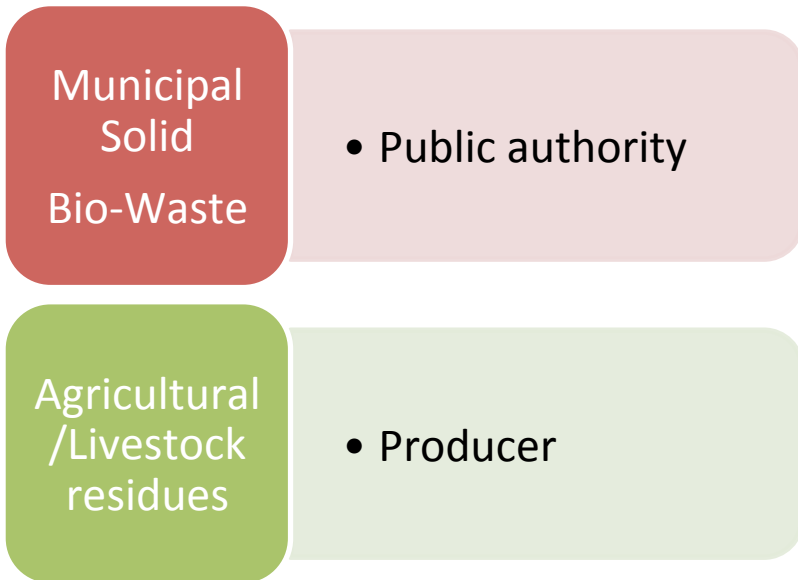 Municipal
Solid
Bio-Waste
• Public authority
Agricultural
/Livestock
residues
• Producer